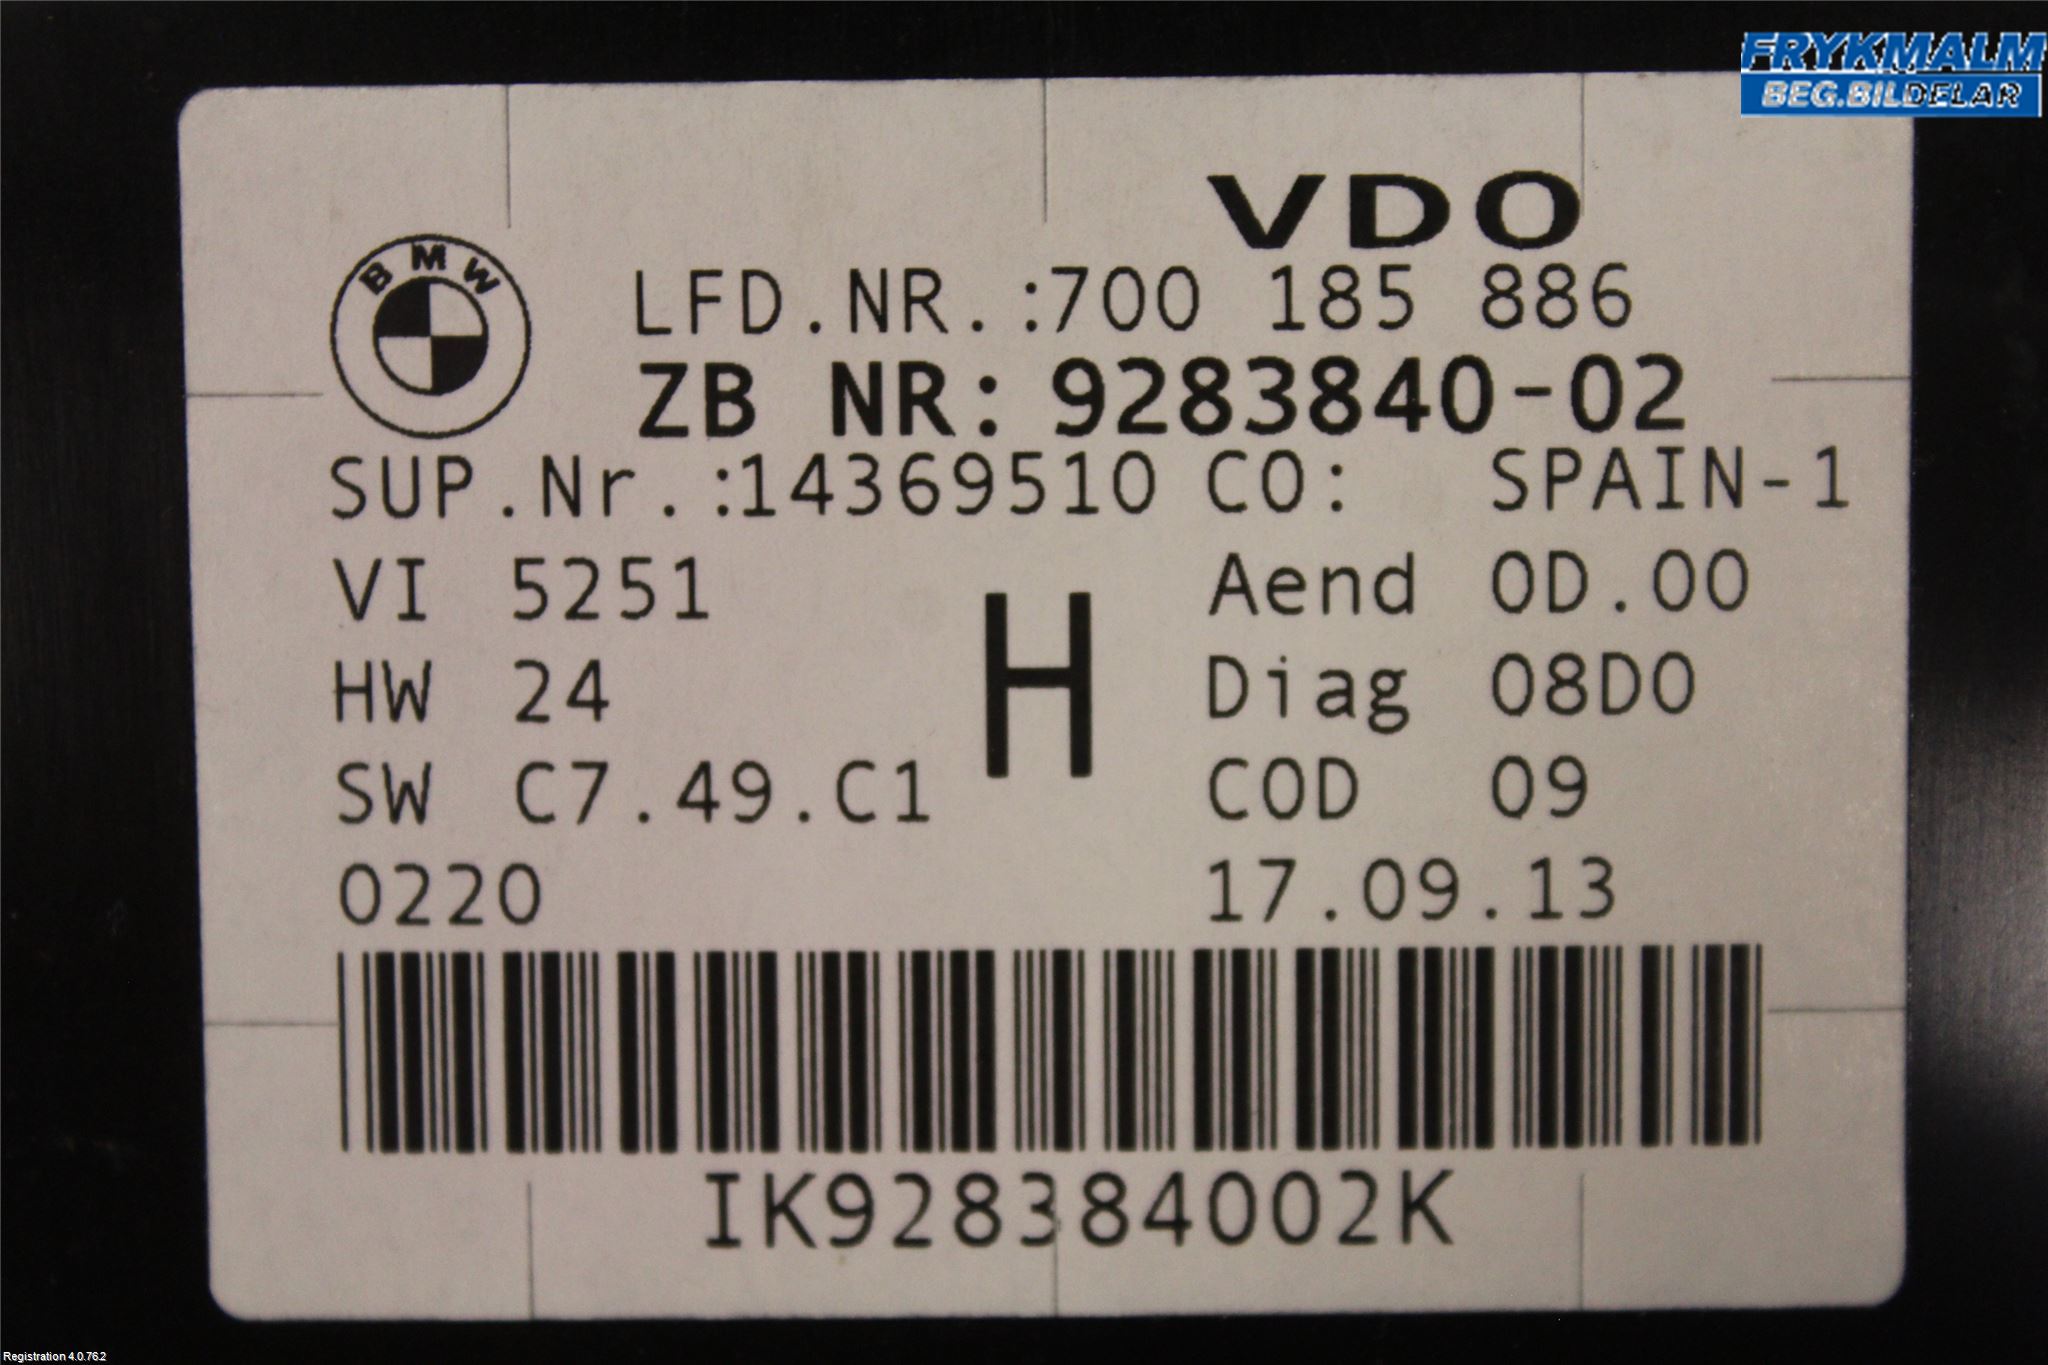 FRYKMALM
BEG.BILDELAR
VDO
BMW
LFD.NR.:700 185 886
ZB NR: 9283840-02
SUP.Nr.:14369510 CO: SPAIN-1
VI 5251 Aend 0D.00
H
HW 24 Diag 08D0
SW C7.49.C1 COD 09
0220 17.09.13
IK928384002K
Registration 4.0.76.2